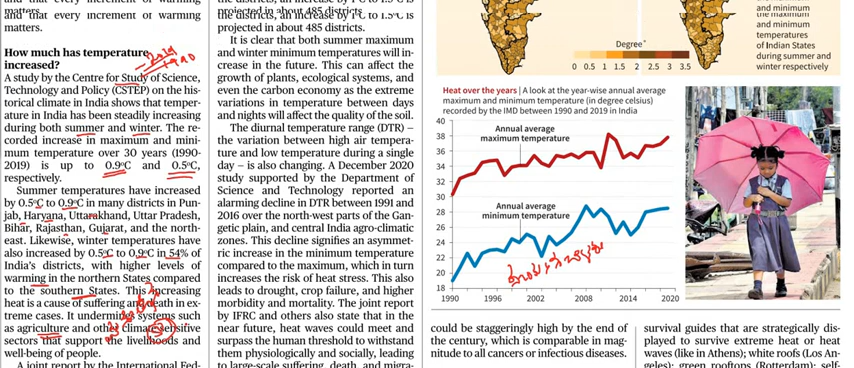 and that every increment of warming
matters.
How much has temperature
increased?
A study by the Centre for Study of Science,
Technology and Policy (CSTEP) on the his-
torical climate in India shows that temper-
ature in India has been steadily increasing
during both summer and winter. The re-
corded increase in maximum and mini-
mum temperature over 30 years (1990-
2019) is up to 0.9°C and 0.5°C,
respectively.
Summer temperatures have increased
by 0.5°C to 0.9°C in many districts in Pun-
jab, Haryana, Uttarakhand, Uttar Pradesh,
Bihar, Rajasthan, Gujarat, and the north-
east. Likewise, winter temperatures have
also increased by 0.5°C to 0.9°C in 54% of
India's districts, with higher levels of
warming in the northern States compared
to the southern States. This increasing
heat is a cause of suffering and death in ex-
treme cases. It undermines systems such
as agriculture and other climate-sensitive
sectors that support the livelihoods and
well-being of people.
A joint report by the International Fed-
2019
1990
the districts, an increase by 1°C to 1.5°C is
projected in about 485 districts.
It is clear that both summer maximum
and winter minimum temperatures will in-
crease in the future. This can affect the
growth of plants, ecological systems, and
even the carbon economy as the extreme
variations in temperature between days
and nights will affect the quality of the soil.
The diurnal temperature range (DTR) –
the variation between high air tempera-
ture and low temperature during a single
day – is also changing. A December 2020
study supported by the Department of
Science and Technology reported an
alarming decline in DTR between 1991 and
2016 over the north-west parts of the Gan-
getic plain, and central India agro-climatic
zones. This decline signifies an asymmet-
ric increase in the minimum temperature
compared to the maximum, which in turn
increases the risk of heat stress. This also
leads to drought, crop failure, and higher
morbidity and mortality. The joint report
by IFRC and others also state that in the
near future, heat waves could meet and
surpass the human threshold to withstand
them physiologically and socially, leading
to large-scale suffering, death, and migra-
Degree°
0 0.5 1 1.5 2 2.5 3 3.5
and minimum
the maximum
and minimum
temperatures
of Indian States
during summer and
winter respectively
Heat over the years | A look at the year-wise annual average
maximum and minimum temperature (in degree celsius)
recorded by the IMD between 1990 and 2019 in India
40
38
36
34
32
30
28
26
24
22
20
18
Annual average
maximum temperature
Annual average
minimum temperature
1990 1996 2002 2008 2014 2020
could be staggeringly high by the end of
the century, which is comparable in mag-
nitude to all cancers or infectious diseases.
survival guides that are strategically dis-
played to survive extreme heat or heat
waves (like in Athens); white roofs (Los An-
geles); green rooftops (Rotterdam); self-